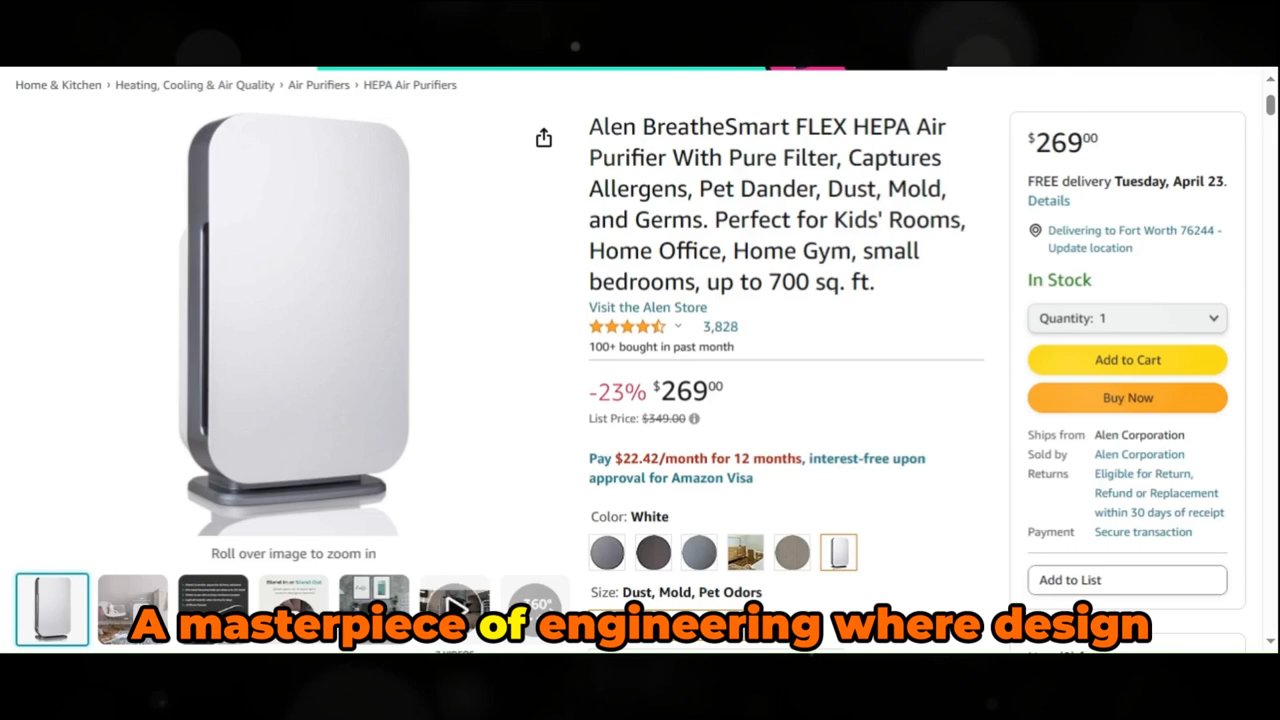 Home & Kitchen › Heating, Cooling & Air Quality › Air Purifiers › HEPA Air Purifiers
Alen BreatheSmart FLEX HEPA Air
Purifier With Pure Filter, Captures
Allergens, Pet Dander, Dust, Mold,
and Germs. Perfect for Kids' Rooms,
Home Office, Home Gym, small
bedrooms, up to 700 sq. ft.
Visit the Alen Store
3,828
100+ bought in past month
-23% $269⁰⁰
List Price: $349.00
Pay $22.42/month for 12 months, interest-free upon
approval for Amazon Visa
Color: White
Size: Dust, Mold, Pet Odors
Roll over image to zoom in
360°
$269⁰⁰
FREE delivery Tuesday, April 23.
Details
Delivering to Fort Worth 76244 -
Update location
In Stock
Quantity: 1
Add to Cart
Buy Now
Ships from Alen Corporation
Sold by Alen Corporation
Returns Eligible for Return,
Refund or Replacement
within 30 days of receipt
Payment Secure transaction
Add to List
A masterpiece of engineering where design